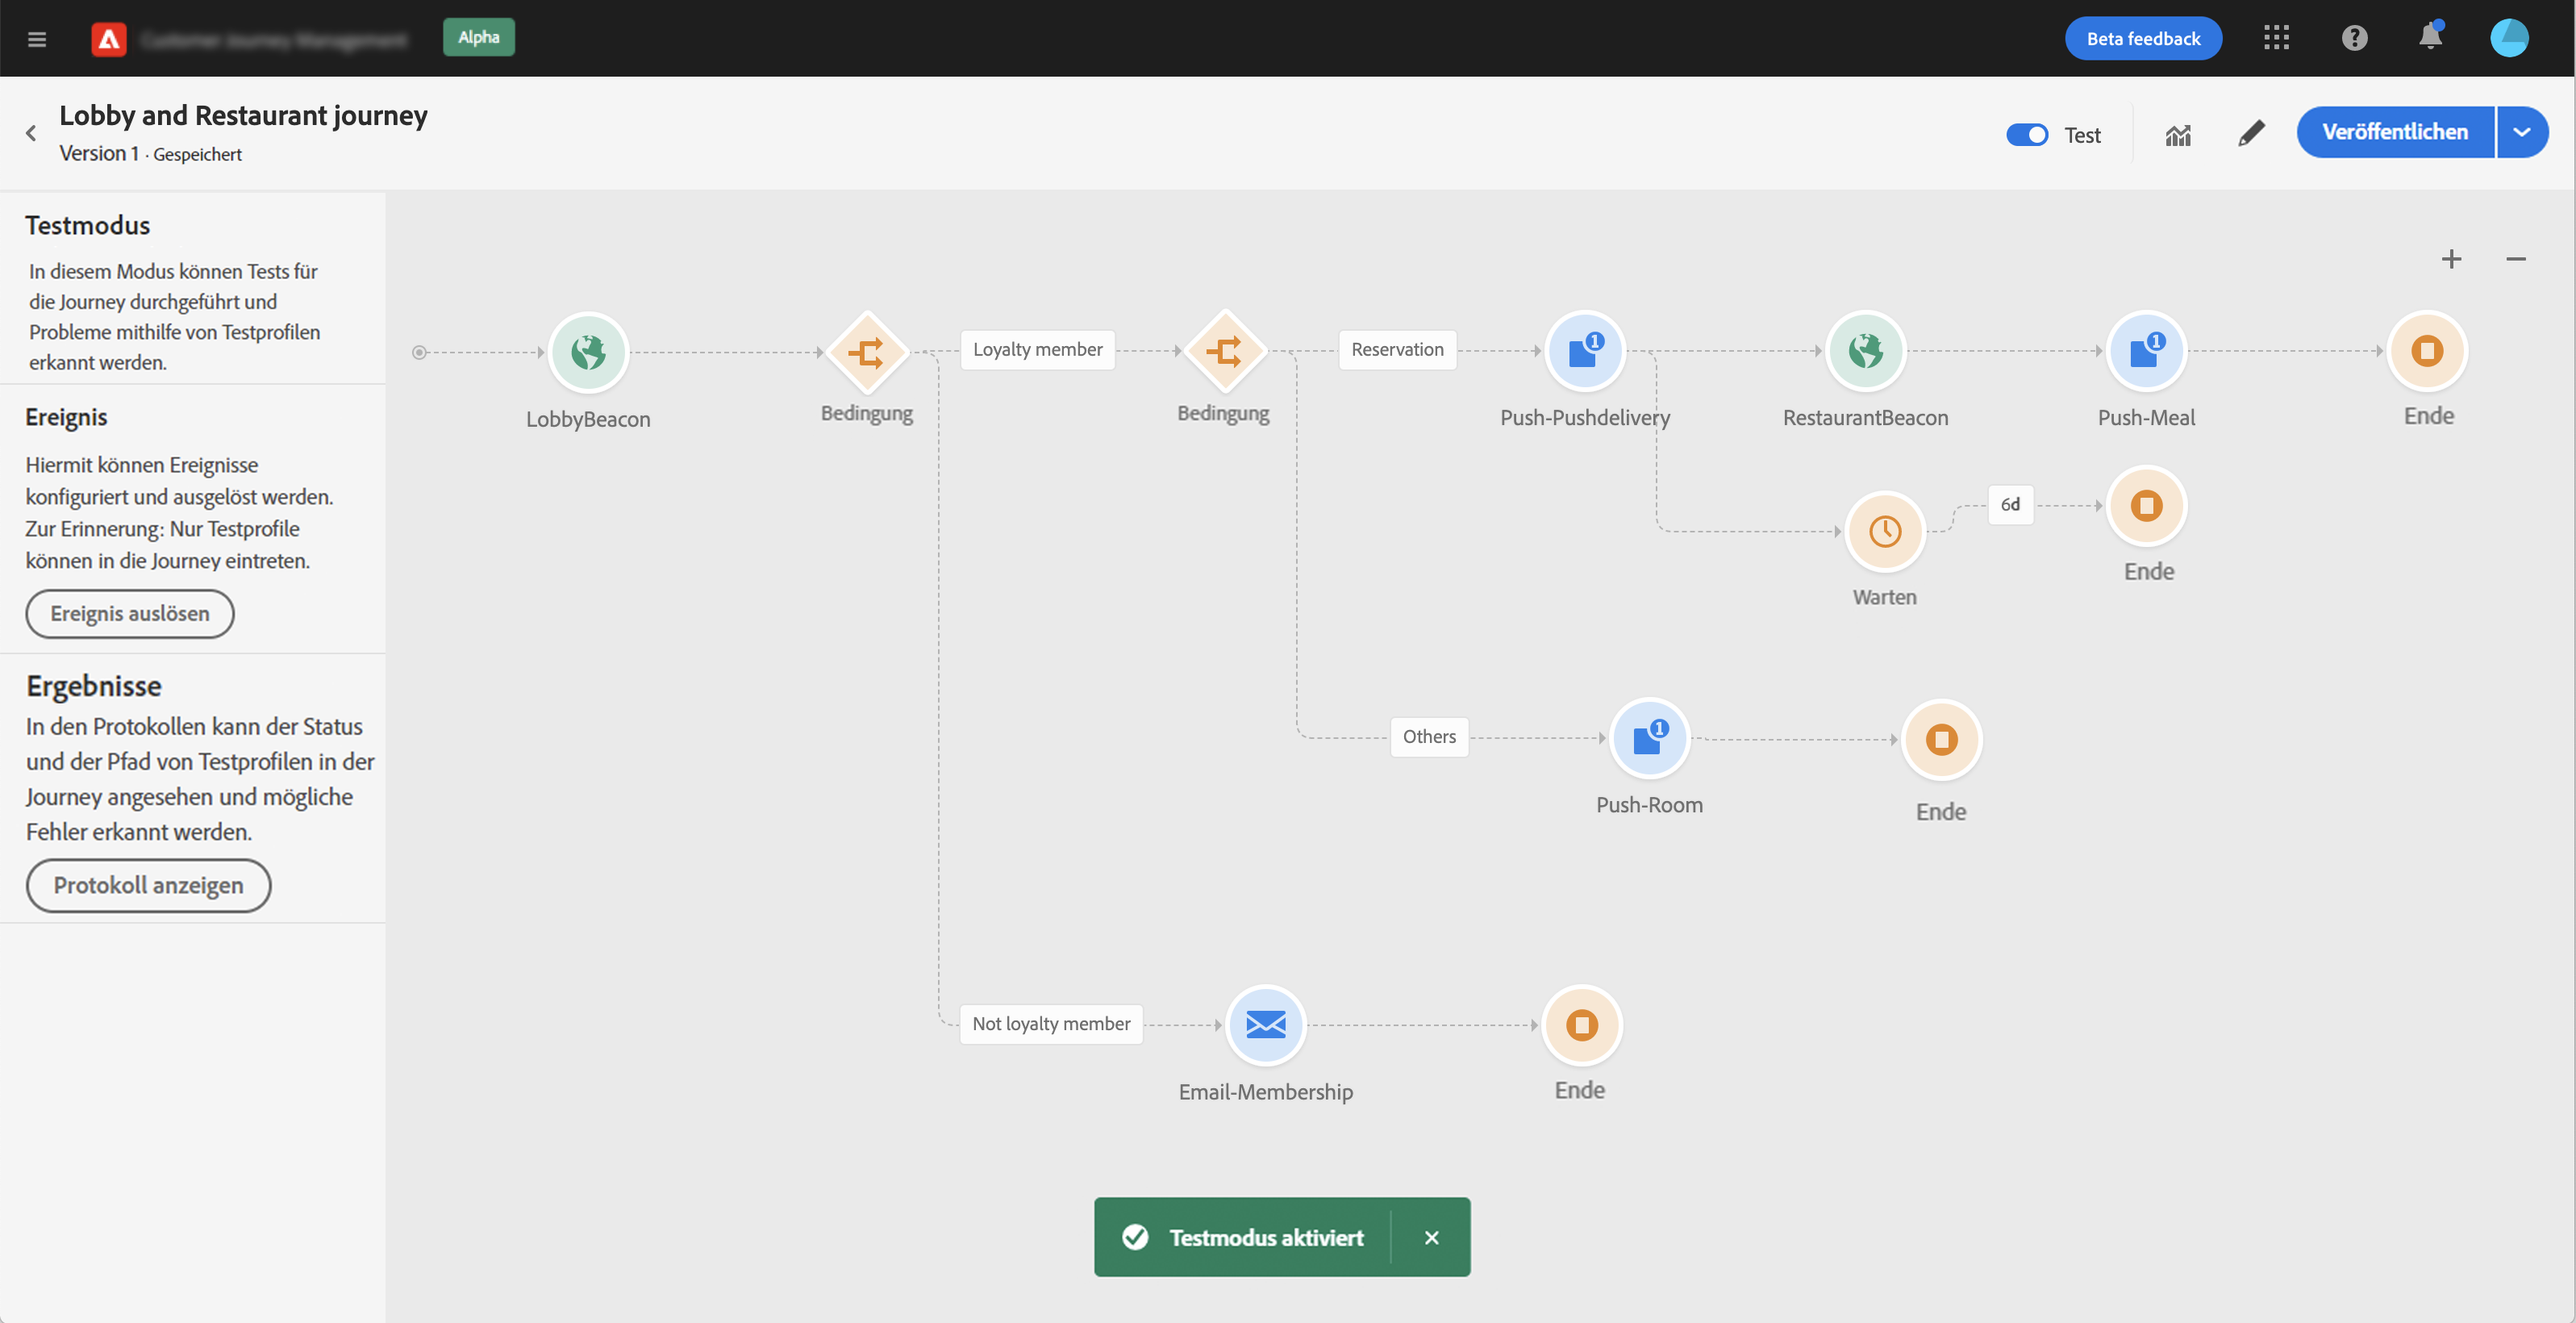 Alpha
Beta feedback
Lobby and Restaurant journey
Version 1 · Gespeichert
Test
Veröffentlichen
Testmodus
In diesem Modus können Tests für
die Journey durchgeführt und
Probleme mithilfe von Testprofilen
erkannt werden.
Ereignis
Hiermit können Ereignisse
konfiguriert und ausgelöst werden.
Zur Erinnerung: Nur Testprofile
können in die Journey eintreten.
Ereignis auslösen
Ergebnisse
In den Protokollen kann der Status
und der Pfad von Testprofilen in der
Journey angesehen und mögliche
Fehler erkannt werden.
Protokoll anzeigen
Loyalty member
Reservation
1
1
LobbyBeacon
Bedingung
Bedingung
Push-Pushdelivery
RestaurantBeacon
Push-Meal
Ende
6d
Warten
Ende
Others
1
Push-Room
Ende
Not loyalty member
Email-Membership
Ende
Testmodus aktiviert